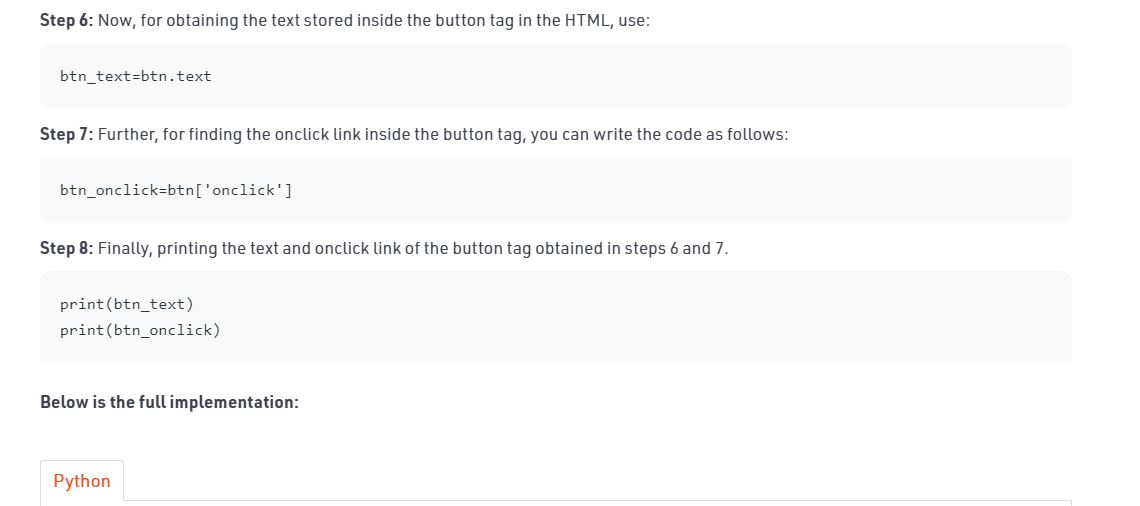 Step 6: Now, for obtaining the text stored inside the button tag in the HTML, use:
btn_text=btn.text
Step 7: Further, for finding the onclick link inside the button tag, you can write the code as follows:
btn_onclick=btn['onclick']
Step 8: Finally, printing the text and onclick link of the button tag obtained in steps 6 and 7.
print(btn_text)
print(btn_onclick)
Below is the full implementation:
Python